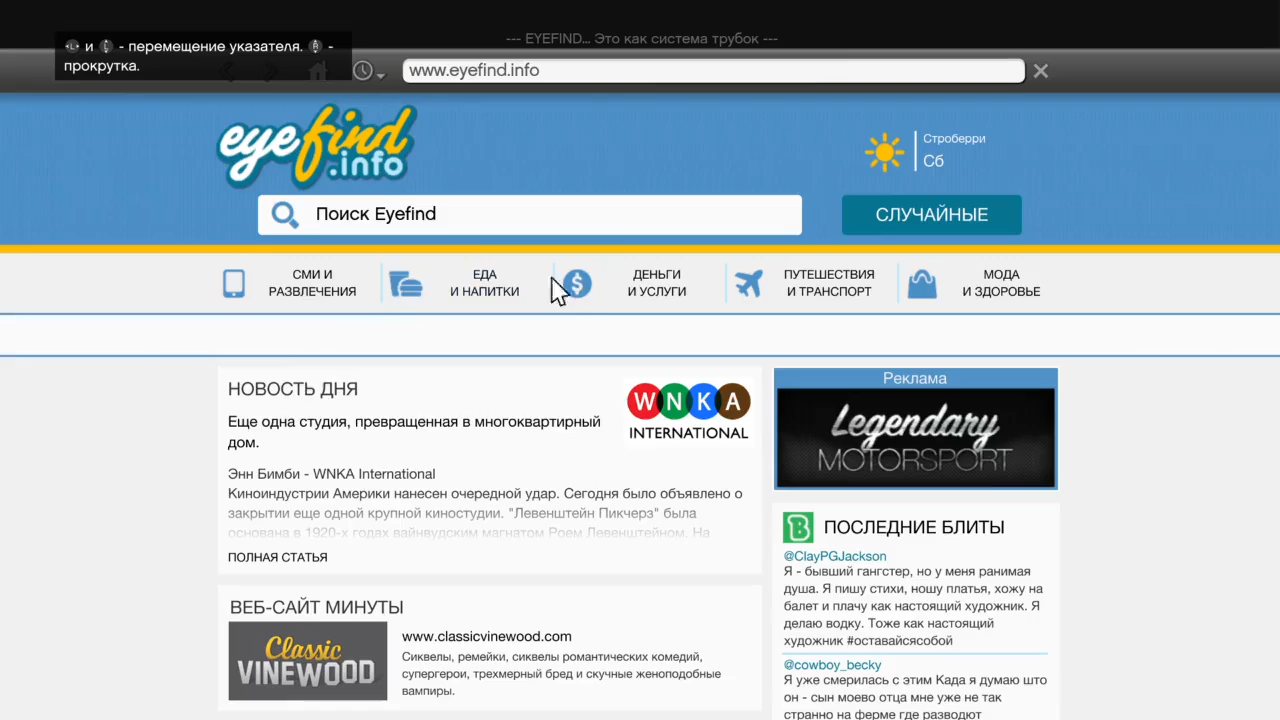 L и L - перемещение указателя. R -
прокрутка.
--- EYEFIND... Это как система трубок ---
www.eyefind.info
eyefind
.info
Строберри
Сб
Поиск Eyefind
СЛУЧАЙНЫЕ
СМИ И
РАЗВЛЕЧЕНИЯ
ЕДА
И НАПИТКИ
ДЕНЬГИ
И УСЛУГИ
ПУТЕШЕСТВИЯ
И ТРАНСПОРТ
МОДА
И ЗДОРОВЬЕ
НОВОСТЬ ДНЯ
WNKA
INTERNATIONAL
Еще одна студия, превращенная в многоквартирный
дом.
Энн Бимби - WNKA International
Киноиндустрии Америки нанесен очередной удар. Сегодня было объявлено о
закрытии еще одной крупной киностудии. "Левенштейн Пикчерз" была
основана в 1920-х годах вайнвудским магнатом Роем Левенштейном. На
ПОЛНАЯ СТАТЬЯ
ВЕБ-САЙТ МИНУТЫ
Classic
VINEWOOD
www.classicvinewood.com
Сиквелы, ремейки, сиквелы романтических комедий,
супергерои, трехмерный бред и скучные женоподобные
вампиры.
Реклама
Legendary
MOTORSPORT
ПОСЛЕДНИЕ БЛИТЫ
@ClayPGJackson
Я - бывший гангстер, но у меня ранимая
душа. Я пишу стихи, ношу платья, хожу на
балет и плачу как настоящий художник. Я
делаю водку. Тоже как настоящий
художник #оставайсясобой
@cowboy_becky
Я уже смерилась с этим Када я думаю што
он - сын моево отца мне уже не так
странно на ферме где разводют